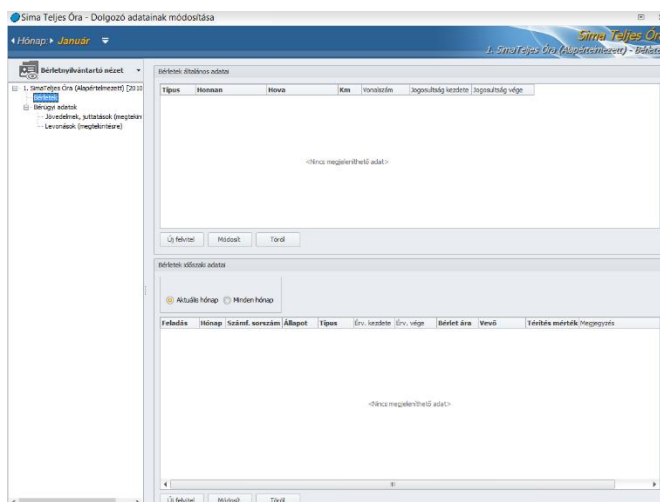 Sima Teljes Óra - Dolgozó adatainak módosítása
Hónap: Január
Sima Teljes Ór
1. SimaTeljes Óra (Alapértelmezett) - Bérlete
Bérletnyilvántartó nézet
Bérletek általános adatai
1. SimaTeljes Óra (Alapértelmezett) [2010
Bérletek
Bérügyi adatok
Jövedelmek, juttatások (megtekin
Levonások (megtekintésre)
Típus Honnan Hova Km Vonalszám Jogosultság kezdete Jogosultság vége
<Nincs megjeleníthető adat>
Új felvitel Módosít Töröl
Bérletek időszaki adatai
Aktuális hónap Minden hónap
Feladás Hónap Számf. sorszám Állapot Típus Érv. kezdete Érv. vége Bérlet ára Vevő Térítés mérték Megjegyzés
<Nincs megjeleníthető adat>
Új felvitel Módosít Töröl